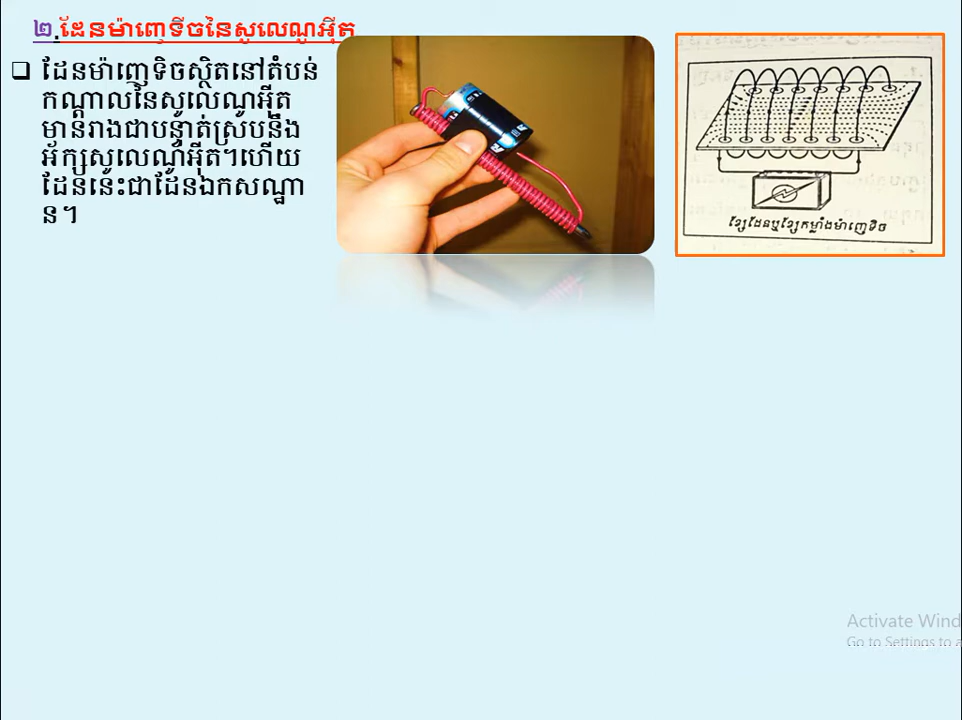 ២.ដែនម៉ាញេទិចនៃសូលេណូអ៊ីត
❑ ដែនម៉ាញេទិចស្ថិតនៅតំបន់
កណ្តាលនៃសូលេណូអ៊ីត
មានរាងជាបន្ទាត់ស្របនឹង
អ័ក្សសូលេណូអ៊ីត។ហើយ
ដែននេះជាដែនឯកសណ្ឋា
ន។
ខ្សែដែនឬខ្សែកម្លាំងម៉ាញេទិច
Activate Wind
Go to Settings to a